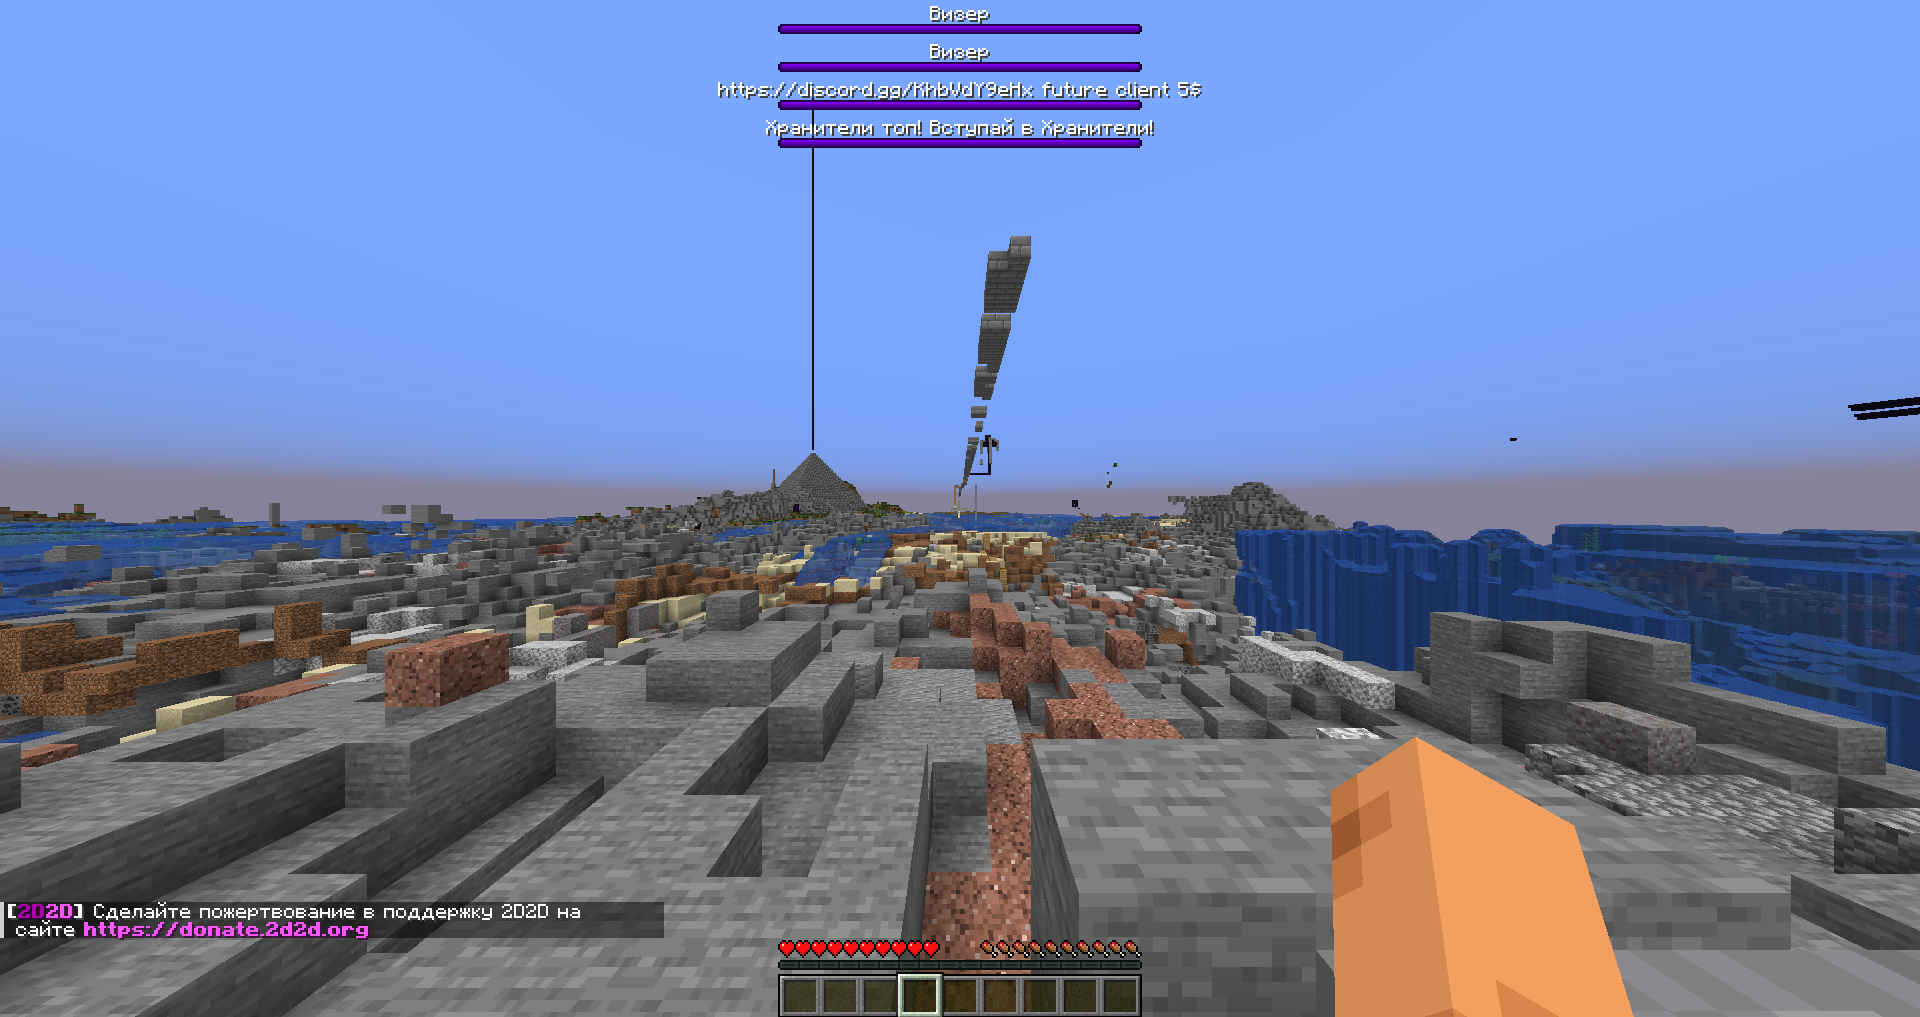 Визер
Визер
https://discord.gg/KhbVdY9eHx future client 5$
Хранители топ! Вступай в Хранители!
[2D2D] Сделайте пожертвование в поддержку 2D2D на
сайте https://donate.2d2d.org